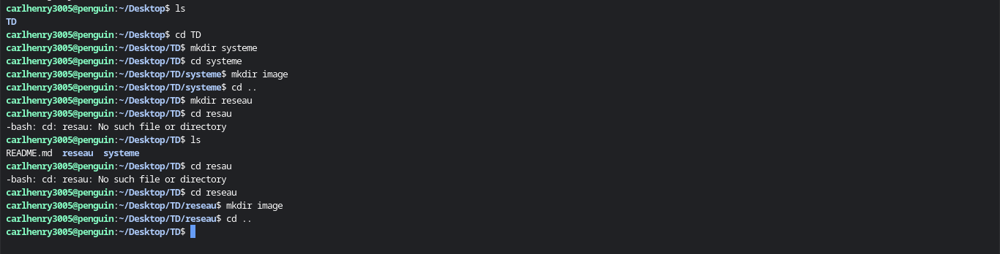 carlhenry3005@penguin:~/Desktop$ ls
TD
carlhenry3005@penguin:~/Desktop$ cd TD
carlhenry3005@penguin:~/Desktop/TD$ mkdir systeme
carlhenry3005@penguin:~/Desktop/TD$ cd systeme
carlhenry3005@penguin:~/Desktop/TD/systeme$ mkdir image
carlhenry3005@penguin:~/Desktop/TD/systeme$ cd ..
carlhenry3005@penguin:~/Desktop/TD$ mkdir reseau
carlhenry3005@penguin:~/Desktop/TD$ cd resau
-bash: cd: resau: No such file or directory
carlhenry3005@penguin:~/Desktop/TD$ ls
README.md  reseau  systeme
carlhenry3005@penguin:~/Desktop/TD$ cd resau
-bash: cd: resau: No such file or directory
carlhenry3005@penguin:~/Desktop/TD$ cd reseau
carlhenry3005@penguin:~/Desktop/TD/reseau$ mkdir image
carlhenry3005@penguin:~/Desktop/TD/reseau$ cd ..
carlhenry3005@penguin:~/Desktop/TD$